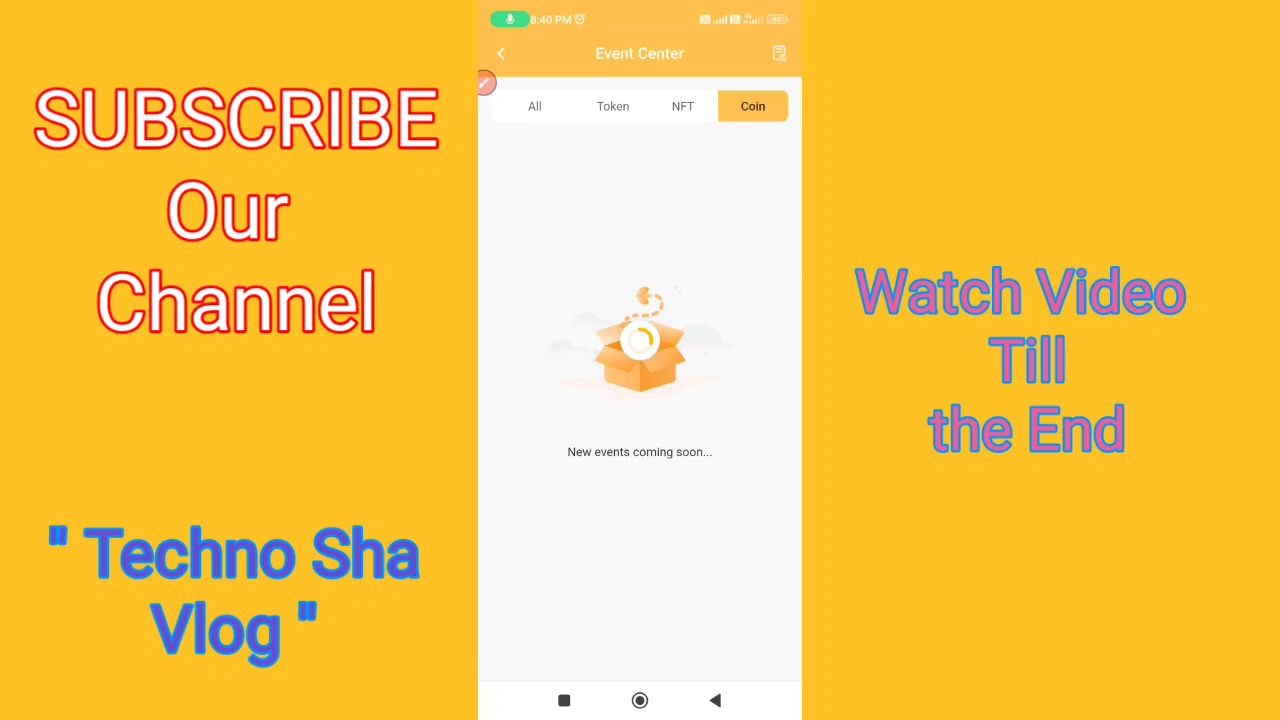 SUBSCRIBE
Our
Channel
" Techno Sha
Vlog "
8:40 PM
Event Center
All Token NFT Coin
New events coming soon...
Watch Video
Till
the End